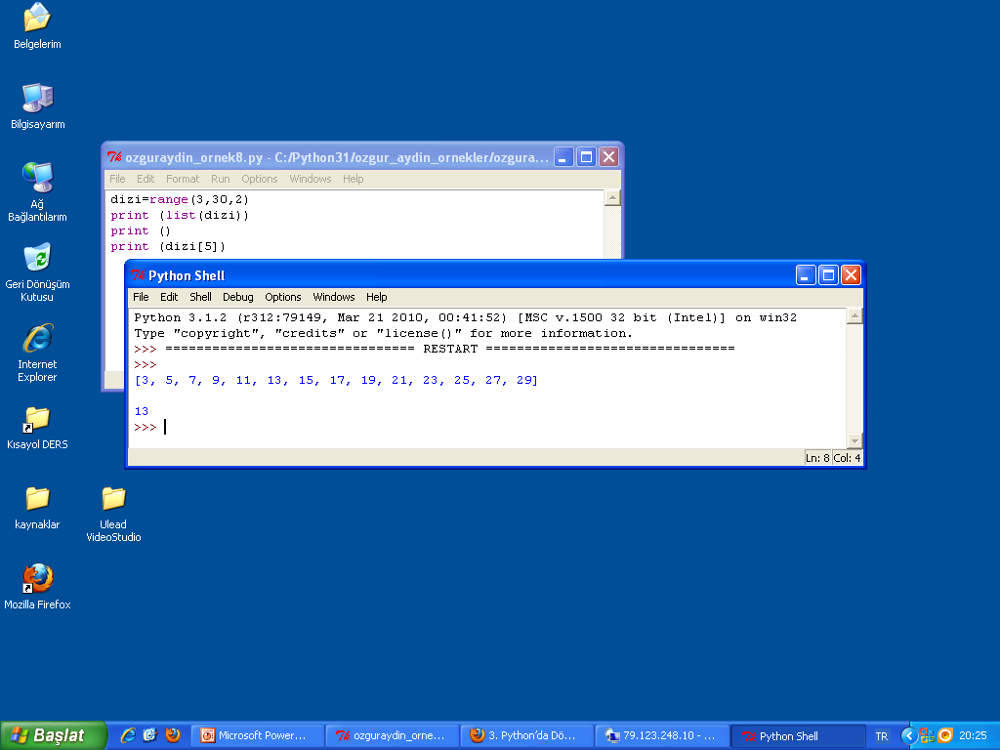 Belgelerim
Bilgisayarım
Ağ
Bağlantılarım
Geri Dönüşüm
Kutusu
Internet
Explorer
Kısayol DERS
kaynaklar
Ulead
VideoStudio
Mozilla Firefox
ozguraydin_ornek8.py - C:/Python31/ozgur_aydin_ornekler/ozgura...
File Edit Format Run Options Windows Help
dizi=range(3,30,2)
print (list(dizi))
print ()
print (dizi[5])
Python Shell
File Edit Shell Debug Options Windows Help
Python 3.1.2 (r312:79149, Mar 21 2010, 00:41:52) [MSC v.1500 32 bit (Intel)] on win32
Type "copyright", "credits" or "license()" for more information.
>>> ================================ RESTART ================================
>>>
[3, 5, 7, 9, 11, 13, 15, 17, 19, 21, 23, 25, 27, 29]
13
>>>
Ln: 8 Col: 4
Başlat
Microsoft Power...
ozguraydin_orne...
3. Python'da Dö...
79.123.248.10 - ...
Python Shell
TR
20:25